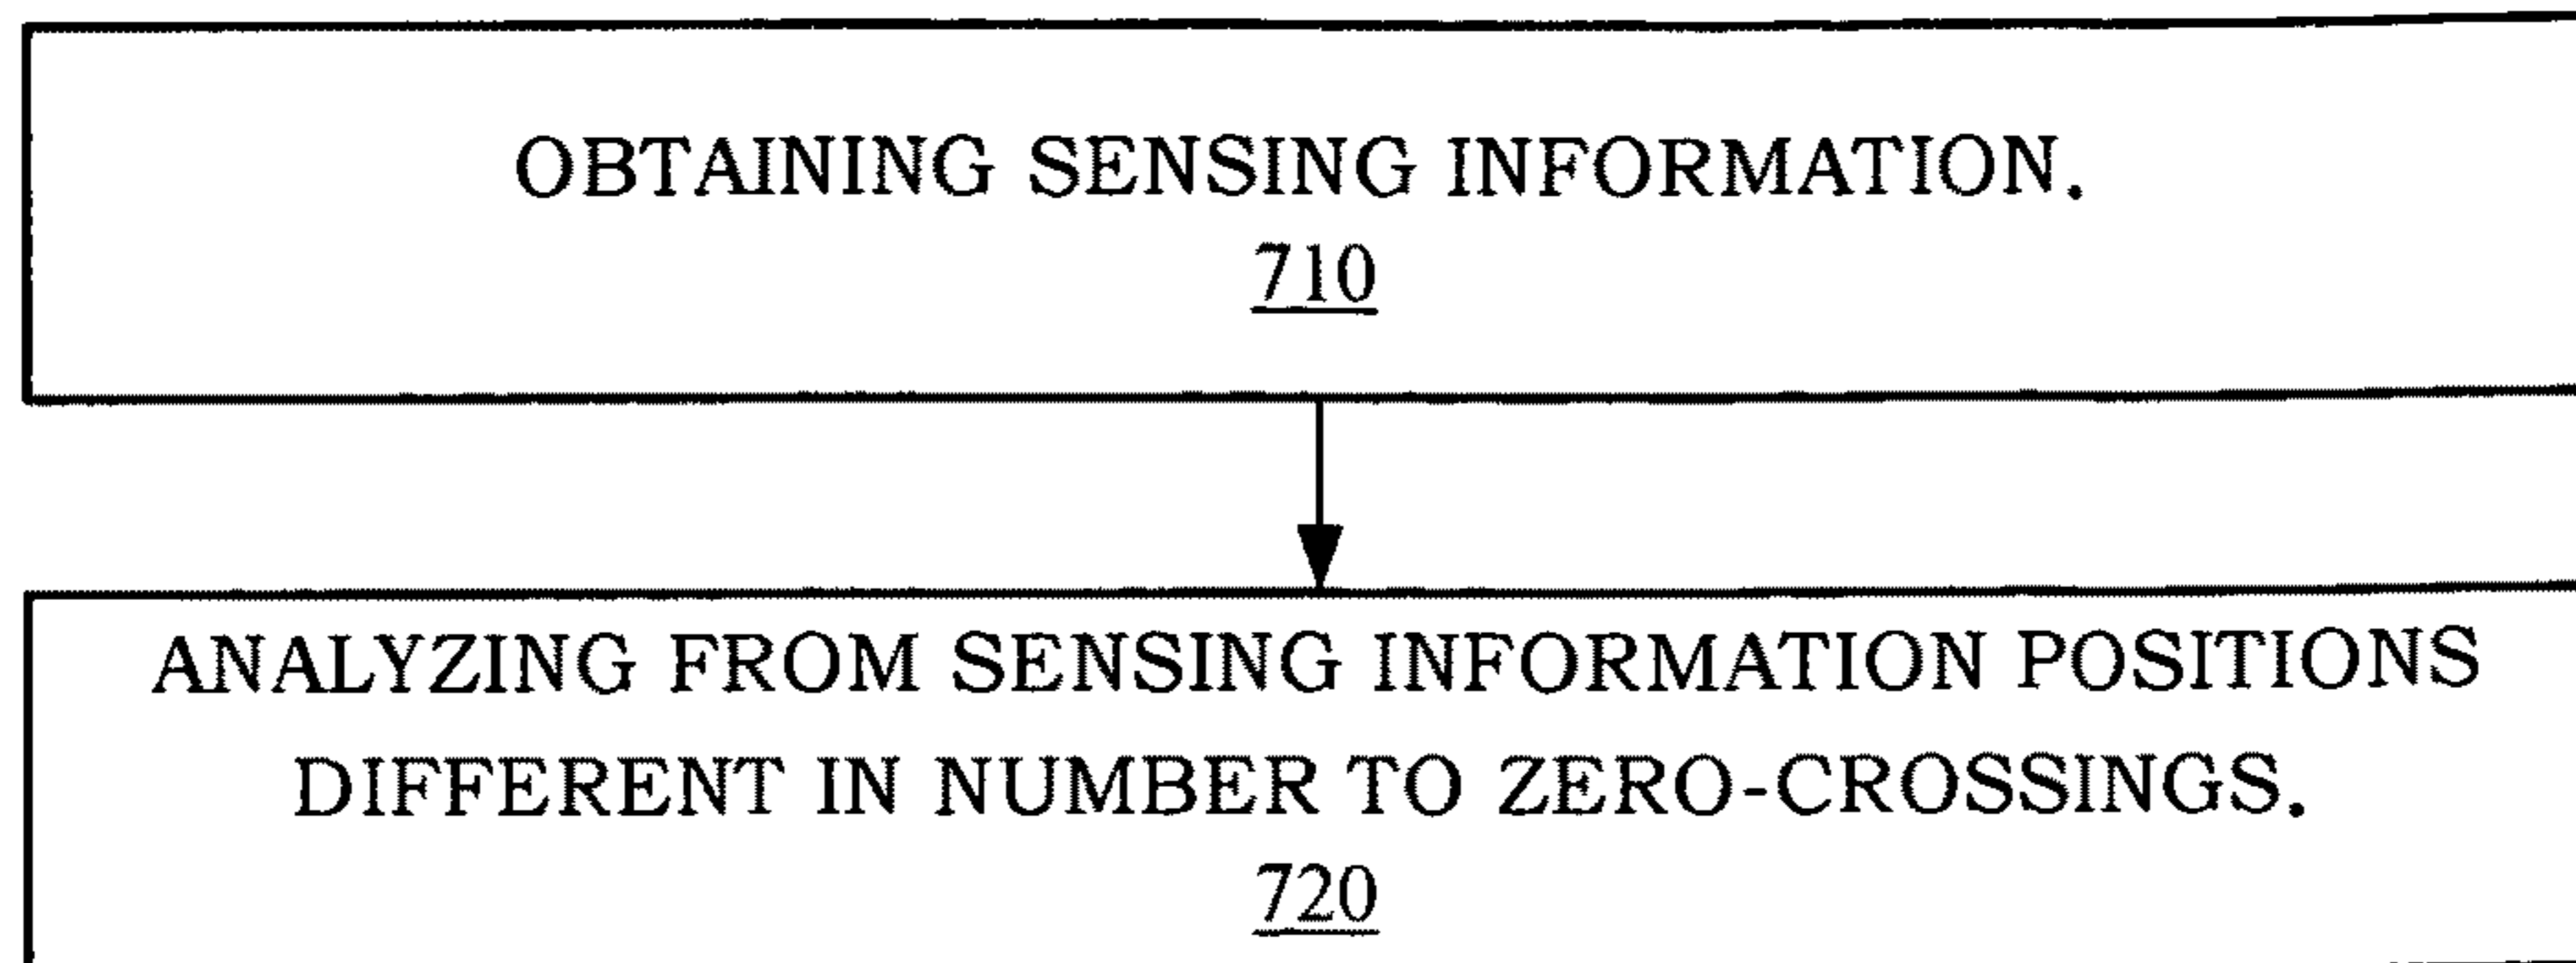 OBTAINING SENSING INFORMATION.
710
ANALYZING FROM SENSING INFORMATION POSITIONS
DIFFERENT IN NUMBER TO ZERO-CROSSINGS.
720